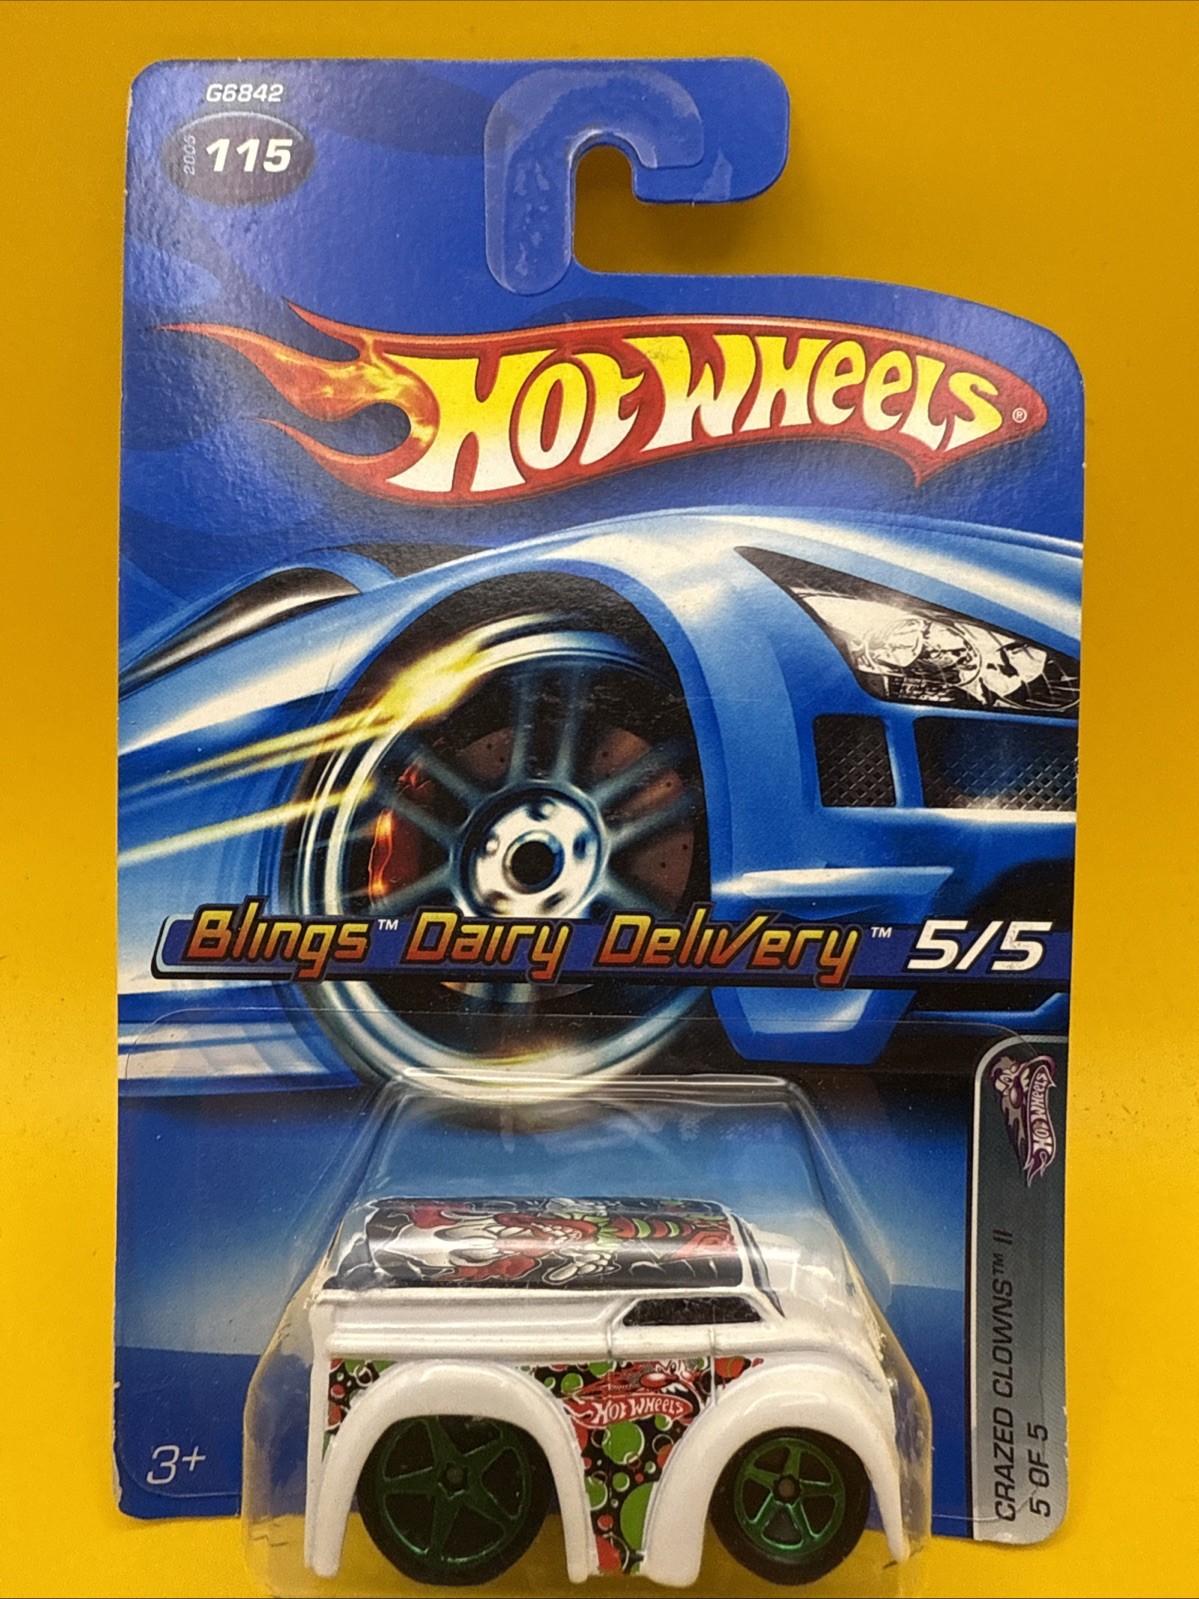 G6842
2005 115
HOT WHEELS®
Blings™ Dairy Delivery™ 5/5
HOT WHEELS
CRAZED CLOWNS™ II
5 OF 5
HOT WHEELS
3+